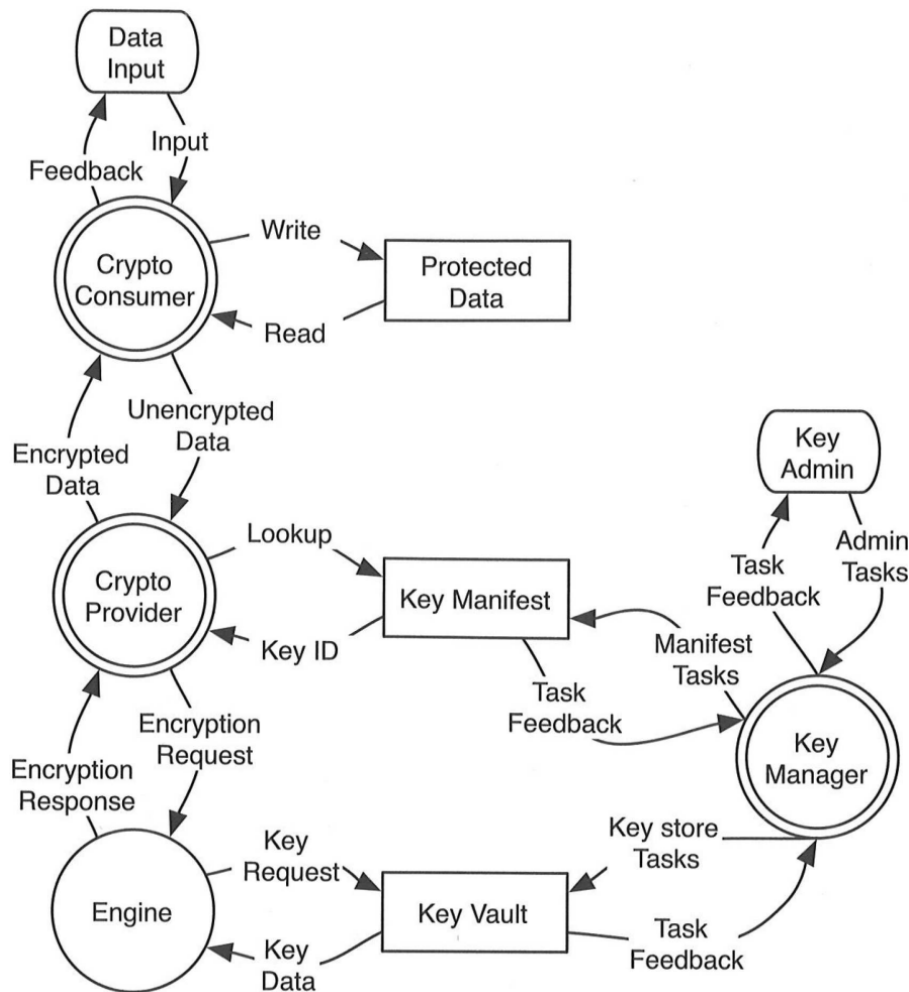 Data
Input
Input
Feedback
Write
Crypto
Consumer
Protected
Data
Read
Unencrypted
Data
Encrypted
Data
Key
Admin
Lookup
Admin
Tasks
Task
Feedback
Crypto
Provider
Key Manifest
Key ID
Manifest
Tasks
Task
Feedback
Encryption
Request
Key
Manager
Encryption
Response
Key
Request
Key store
Tasks
Engine
Key Vault
Key
Data
Task
Feedback